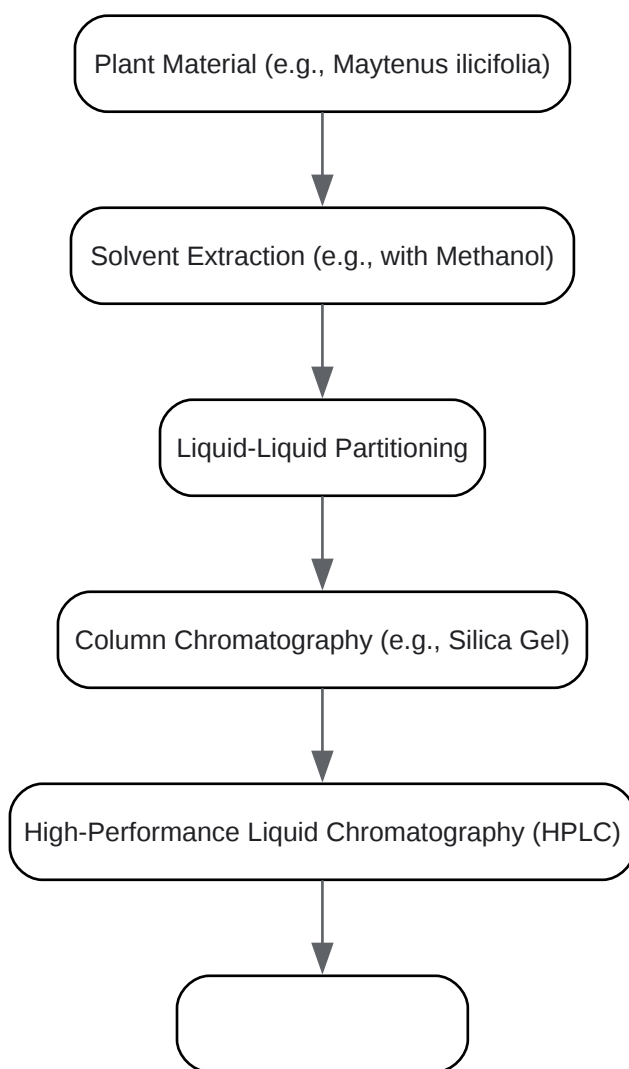 Plant Material (e.g., Maytenus ilicifolia)
Solvent Extraction (e.g., with Methanol)
Liquid-Liquid Partitioning
Column Chromatography (e.g., Silica Gel)
High-Performance Liquid Chromatography (HPLC)